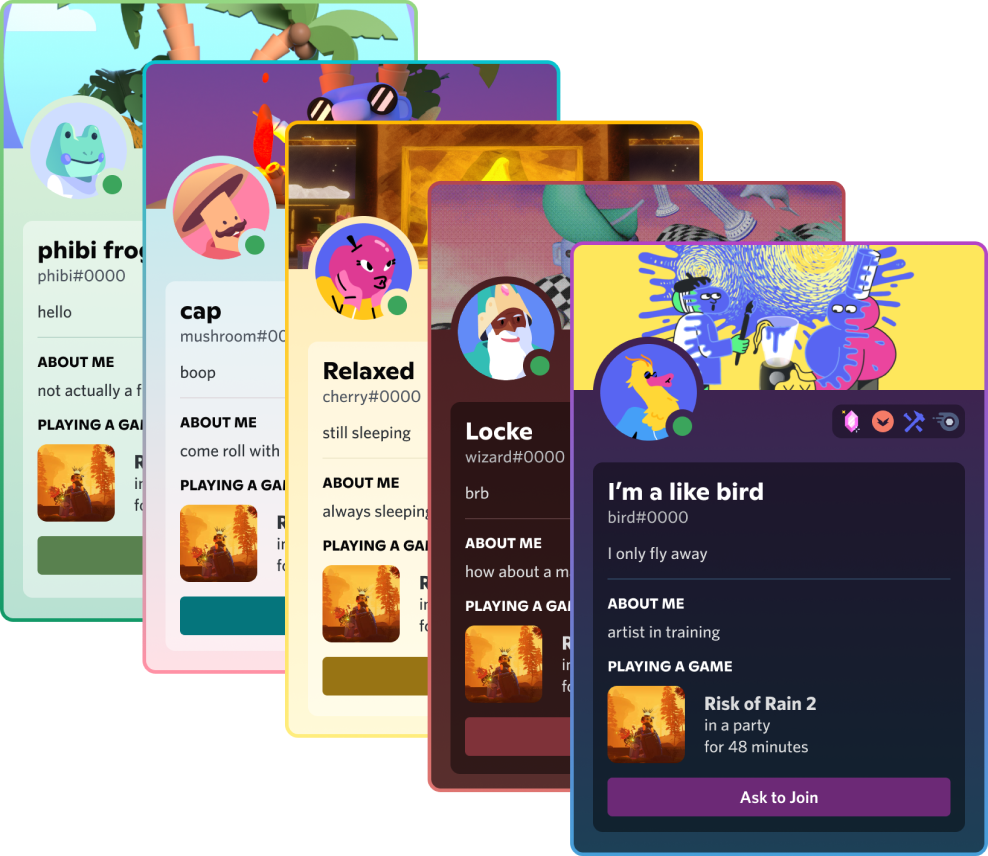 phibi frog
phibi#0000
hello
ABOUT ME
not actually a f
PLAYING A GA
R
in
fo
cap
mushroom#00
boop
ABOUT ME
come roll with
PLAYING A GA
R
in
fo
Relaxed
cherry#0000
still sleeping
ABOUT ME
always sleeping
PLAYING A GA
R
in
fo
Locke
wizard#0000
brb
ABOUT ME
how about a m
PLAYING A GA
R
in
fo
I'm a like bird
bird#0000
I only fly away
ABOUT ME
artist in training
PLAYING A GAME
Risk of Rain 2
in a party
for 48 minutes
Ask to Join